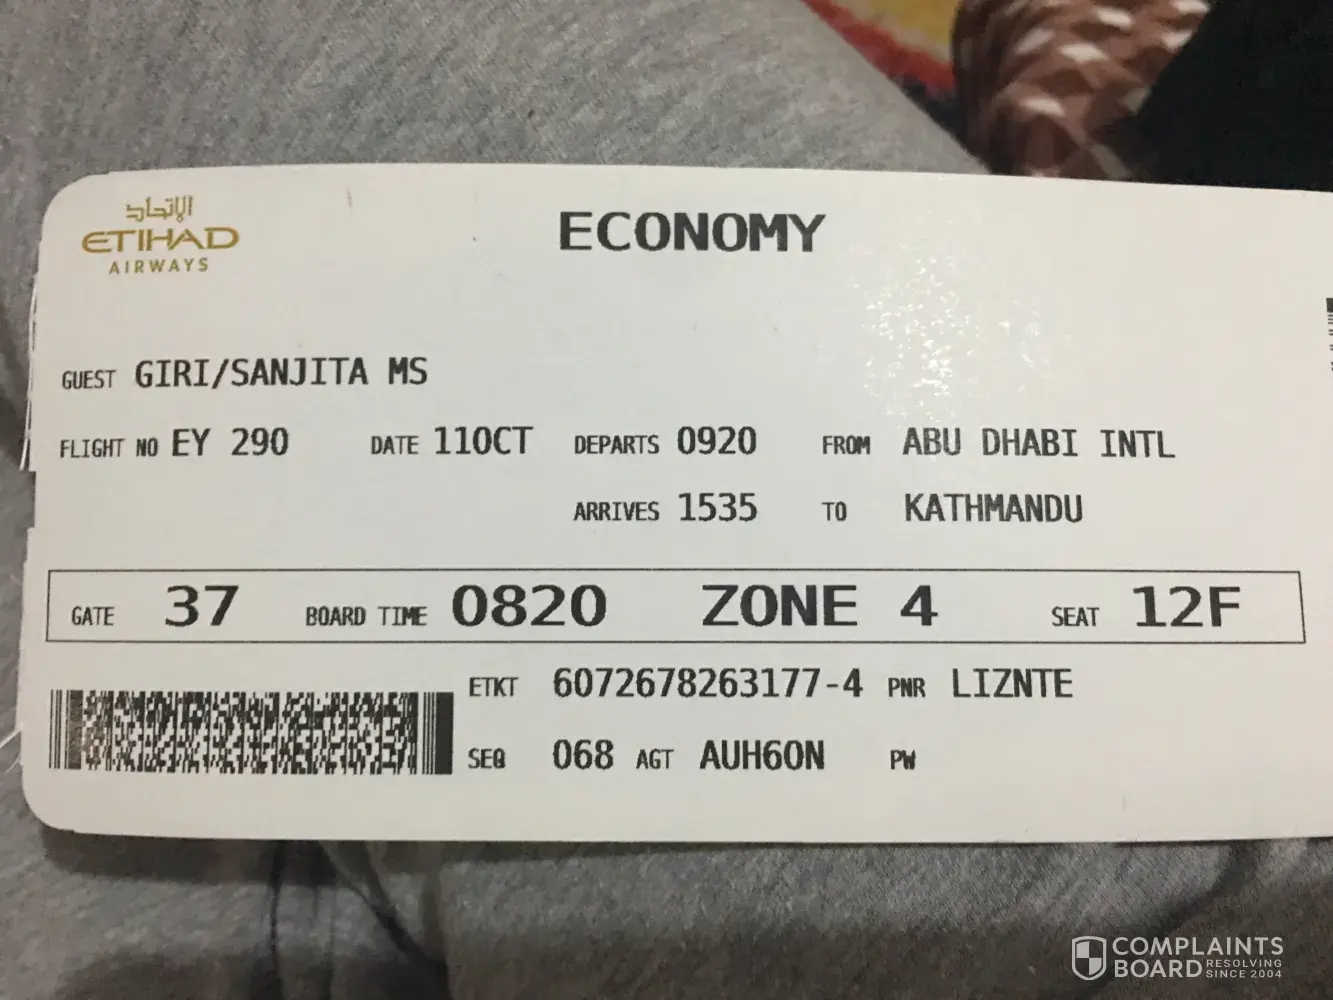 الاتحاد
ETIHAD
AIRWAYS
ECONOMY
GUEST GIRI/SANJITA MS
FLIGHT NO EY 290 DATE 11OCT DEPARTS 0920 FROM ABU DHABI INTL
ARRIVES 1535 TO KATHMANDU
GATE 37 BOARD TIME 0820 ZONE 4 SEAT 12F
ETKT 6072678263177-4 PNR LIZNTE
SEQ 068 AGT AUH60N PW
COMPLAINTS
BOARD RESOLVING
SINCE 2004